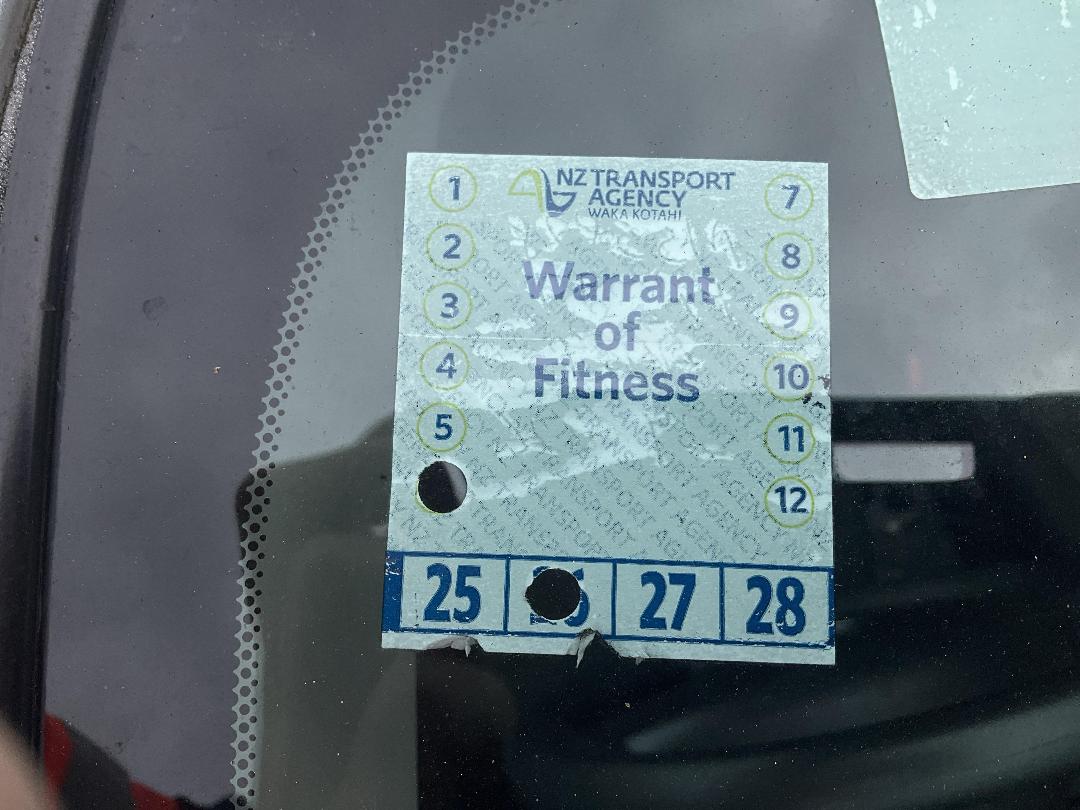 NZ TRANSPORT
AGENCY
WAKA KOTAHI
Warrant
of
Fitness
1
2
3
4
5
7
8
9
10
11
12
25 27 28